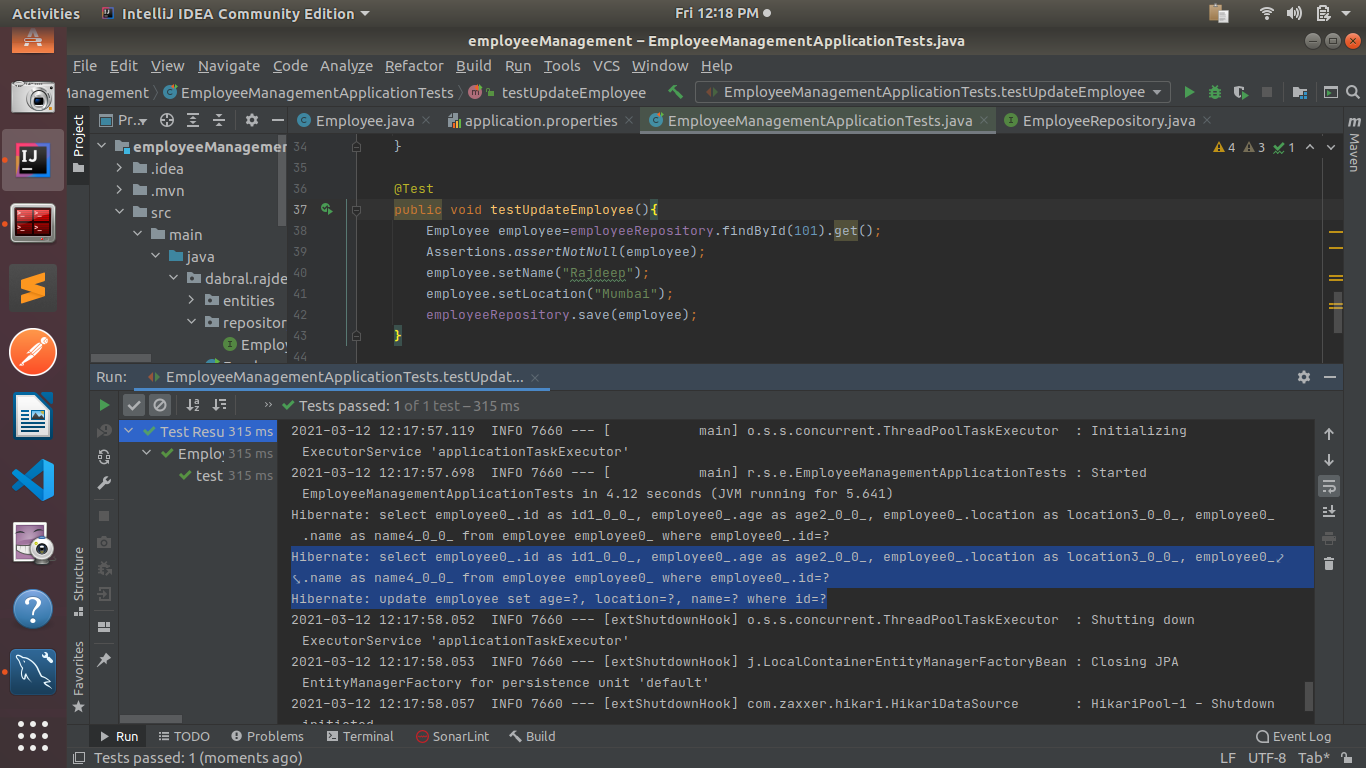 Activities IntelliJ IDEA Community Edition Fri 12:18 PM
employeeManagement – EmployeeManagementApplicationTests.java
File Edit View Navigate Code Analyze Refactor Build Run Tools VCS Window Help
Management EmployeeManagementApplicationTests testUpdateEmployee EmployeeManagementApplicationTests.testUpdateEmployee
Project
Pr... Employee.java application.properties EmployeeManagementApplicationTests.java EmployeeRepository.java
Maven
employeeManagemen
.idea
.mvn
src
main
java
dabral.rajde
entities
repositor
Emplo
4 3 1
34 }
35
36 @Test
37 public void testUpdateEmployee(){
38 Employee employee=employeeRepository.findById(101).get();
39 Assertions.assertNotNull(employee);
40 employee.setName("Rajdeep");
41 employee.setLocation("Mumbai");
42 employeeRepository.save(employee);
43 }
44
Run: EmployeeManagementApplicationTests.testUpdat...
Tests passed: 1 of 1 test – 315 ms
Test Resu 315 ms
Employ 315 ms
test 315 ms
2021-03-12 12:17:57.119 INFO 7660 --- [ main] o.s.s.concurrent.ThreadPoolTaskExecutor : Initializing
ExecutorService 'applicationTaskExecutor'
2021-03-12 12:17:57.698 INFO 7660 --- [ main] r.s.e.EmployeeManagementApplicationTests : Started
EmployeeManagementApplicationTests in 4.12 seconds (JVM running for 5.641)
Hibernate: select employee0_.id as id1_0_0_, employee0_.age as age2_0_0_, employee0_.location as location3_0_0_, employee0_
.name as name4_0_0_ from employee employee0_ where employee0_.id=?
Hibernate: select employee0_.id as id1_0_0_, employee0_.age as age2_0_0_, employee0_.location as location3_0_0_, employee0_
.name as name4_0_0_ from employee employee0_ where employee0_.id=?
Hibernate: update employee set age=?, location=?, name=? where id=?
2021-03-12 12:17:58.052 INFO 7660 --- [extShutdownHook] o.s.s.concurrent.ThreadPoolTaskExecutor : Shutting down
ExecutorService 'applicationTaskExecutor'
2021-03-12 12:17:58.053 INFO 7660 --- [extShutdownHook] j.LocalContainerEntityManagerFactoryBean : Closing JPA
EntityManagerFactory for persistence unit 'default'
2021-03-12 12:17:58.057 INFO 7660 --- [extShutdownHook] com.zaxxer.hikari.HikariDataSource : HikariPool-1 - Shutdown
Structure
Favorites
Run TODO Problems Terminal SonarLint Build Event Log
Tests passed: 1 (moments ago) LF UTF-8 Tab*